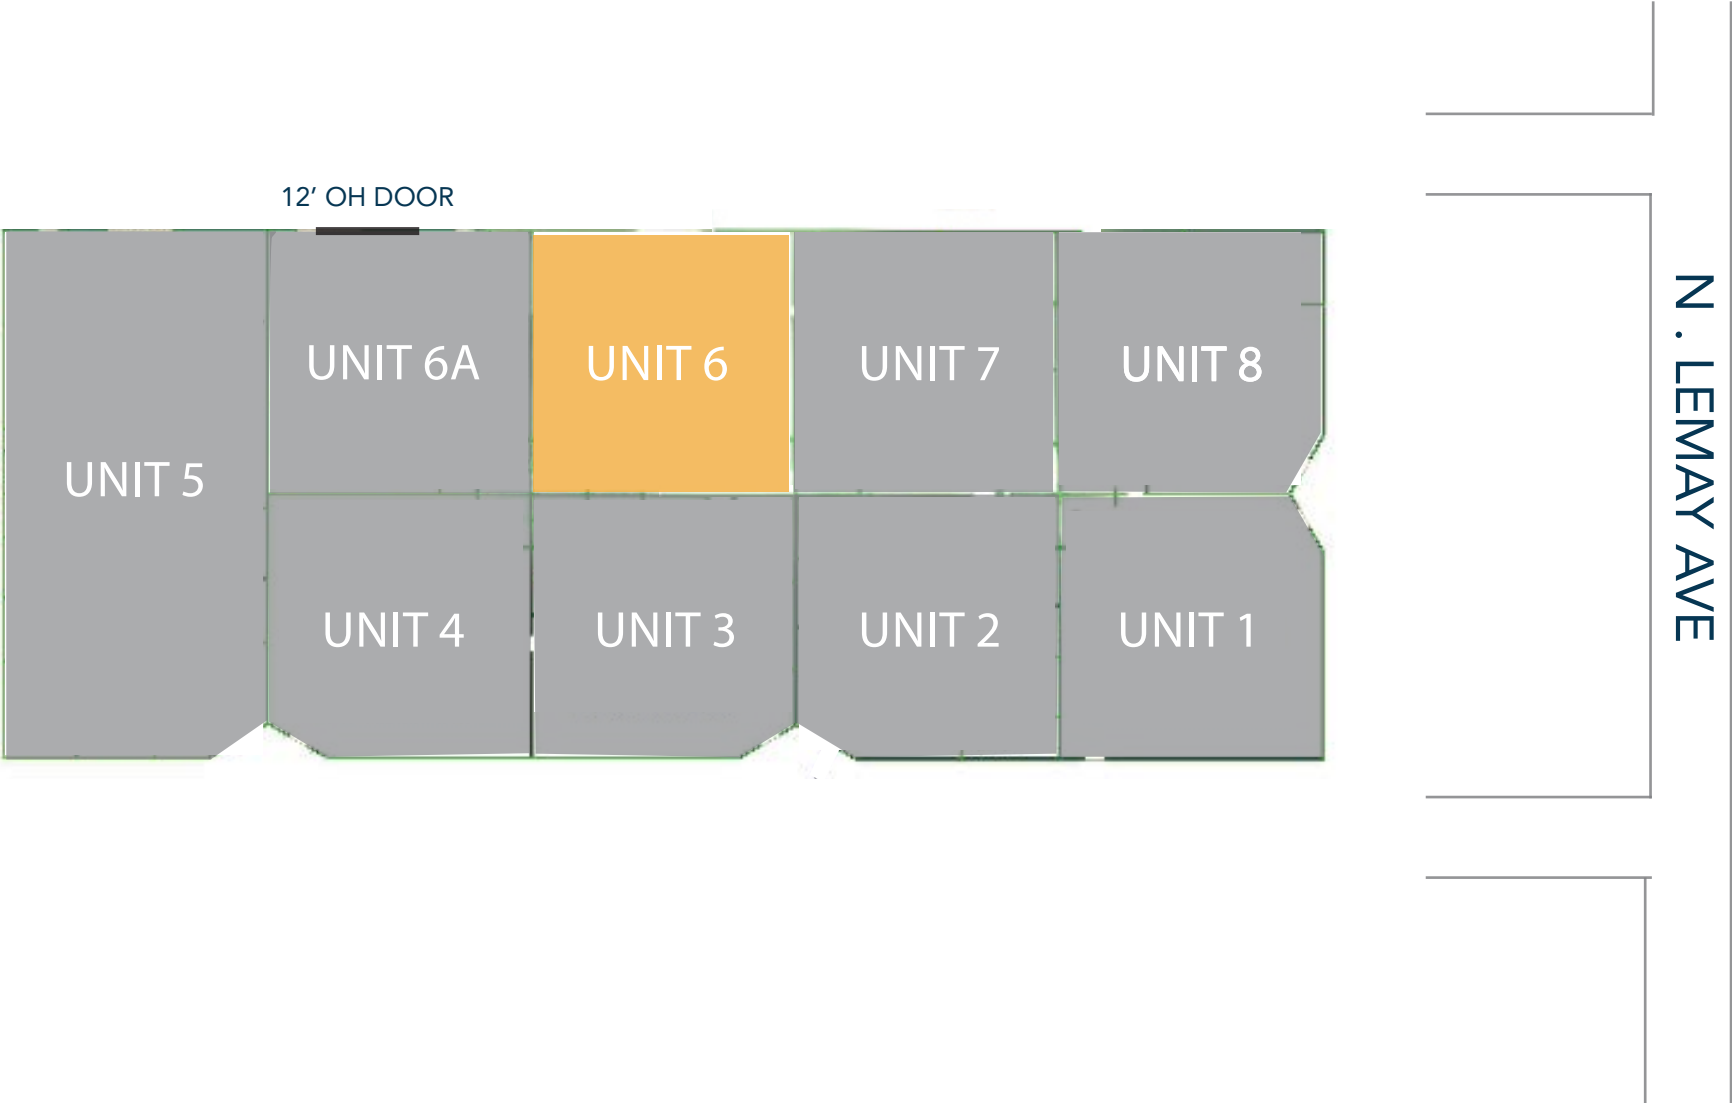 12’ OH DOOR
UNIT 6A
UNIT 6
UNIT 7
UNIT 8
UNIT 5
UNIT 4
UNIT 3
UNIT 2
UNIT 1
N . LEMAY AVE